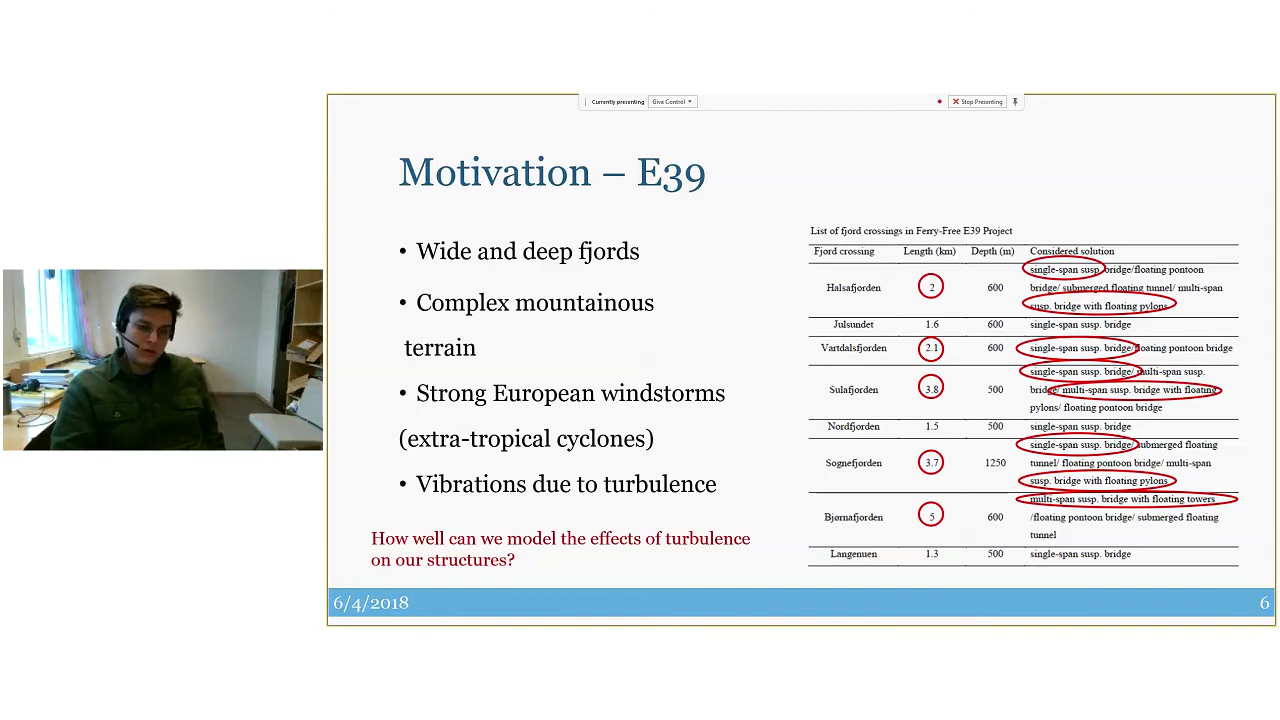 Currently presenting Give Control Stop Presenting
Motivation – E39
• Wide and deep fjords
• Complex mountainous
terrain
• Strong European windstorms
(extra-tropical cyclones)
• Vibrations due to turbulence
How well can we model the effects of turbulence
on our structures?
List of fjord crossings in Ferry-Free E39 Project
Fjord crossing Length (km) Depth (m) Considered solution
single-span susp. bridge/floating pontoon
Halsafjorden 2 600 bridge/ submerged floating tunnel/ multi-span
susp. bridge with floating pylons
Julsundet 1.6 600 single-span susp. bridge
Vartdalsfjorden 2.1 600 single-span susp. bridge/floating pontoon bridge
single-span susp. bridge/ multi-span susp.
Sulafjorden 3.8 500 bridge/ multi-span susp. bridge with floating
pylons/ floating pontoon bridge
Nordfjorden 1.5 500 single-span susp. bridge
single-span susp. bridge/ submerged floating
Sognefjorden 3.7 1250 tunnel/ floating pontoon bridge/ multi-span
susp. bridge with floating pylons
multi-span susp. bridge with floating towers
Bjørnafjorden 5 600 /floating pontoon bridge/ submerged floating
tunnel
Langenuen 1.3 500 single-span susp. bridge
6/4/2018 6